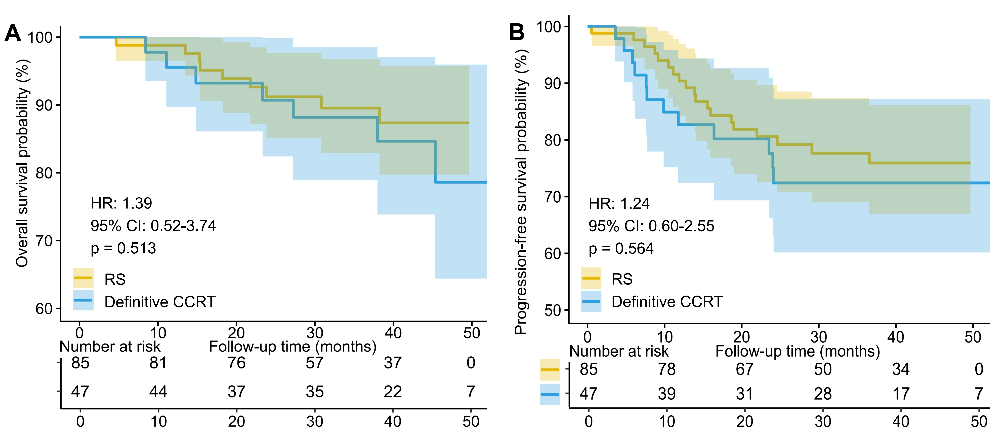 A
Overall survival probability (%)
100
90
80
70
60
HR: 1.39
95% CI: 0.52-3.74
p = 0.513
RS
Definitive CCRT
0 10 20 30 40 50
Number at risk Follow-up time (months)
85 81 76 57 37 0
47 44 37 35 22 7
0 10 20 30 40 50
B
Progression-free survival probability (%)
100
90
80
70
60
50
HR: 1.24
95% CI: 0.60-2.55
p = 0.564
RS
Definitive CCRT
0 10 20 30 40 50
Number at risk Follow-up time (months)
85 78 67 50 34 0
47 39 31 28 17 7
0 10 20 30 40 50